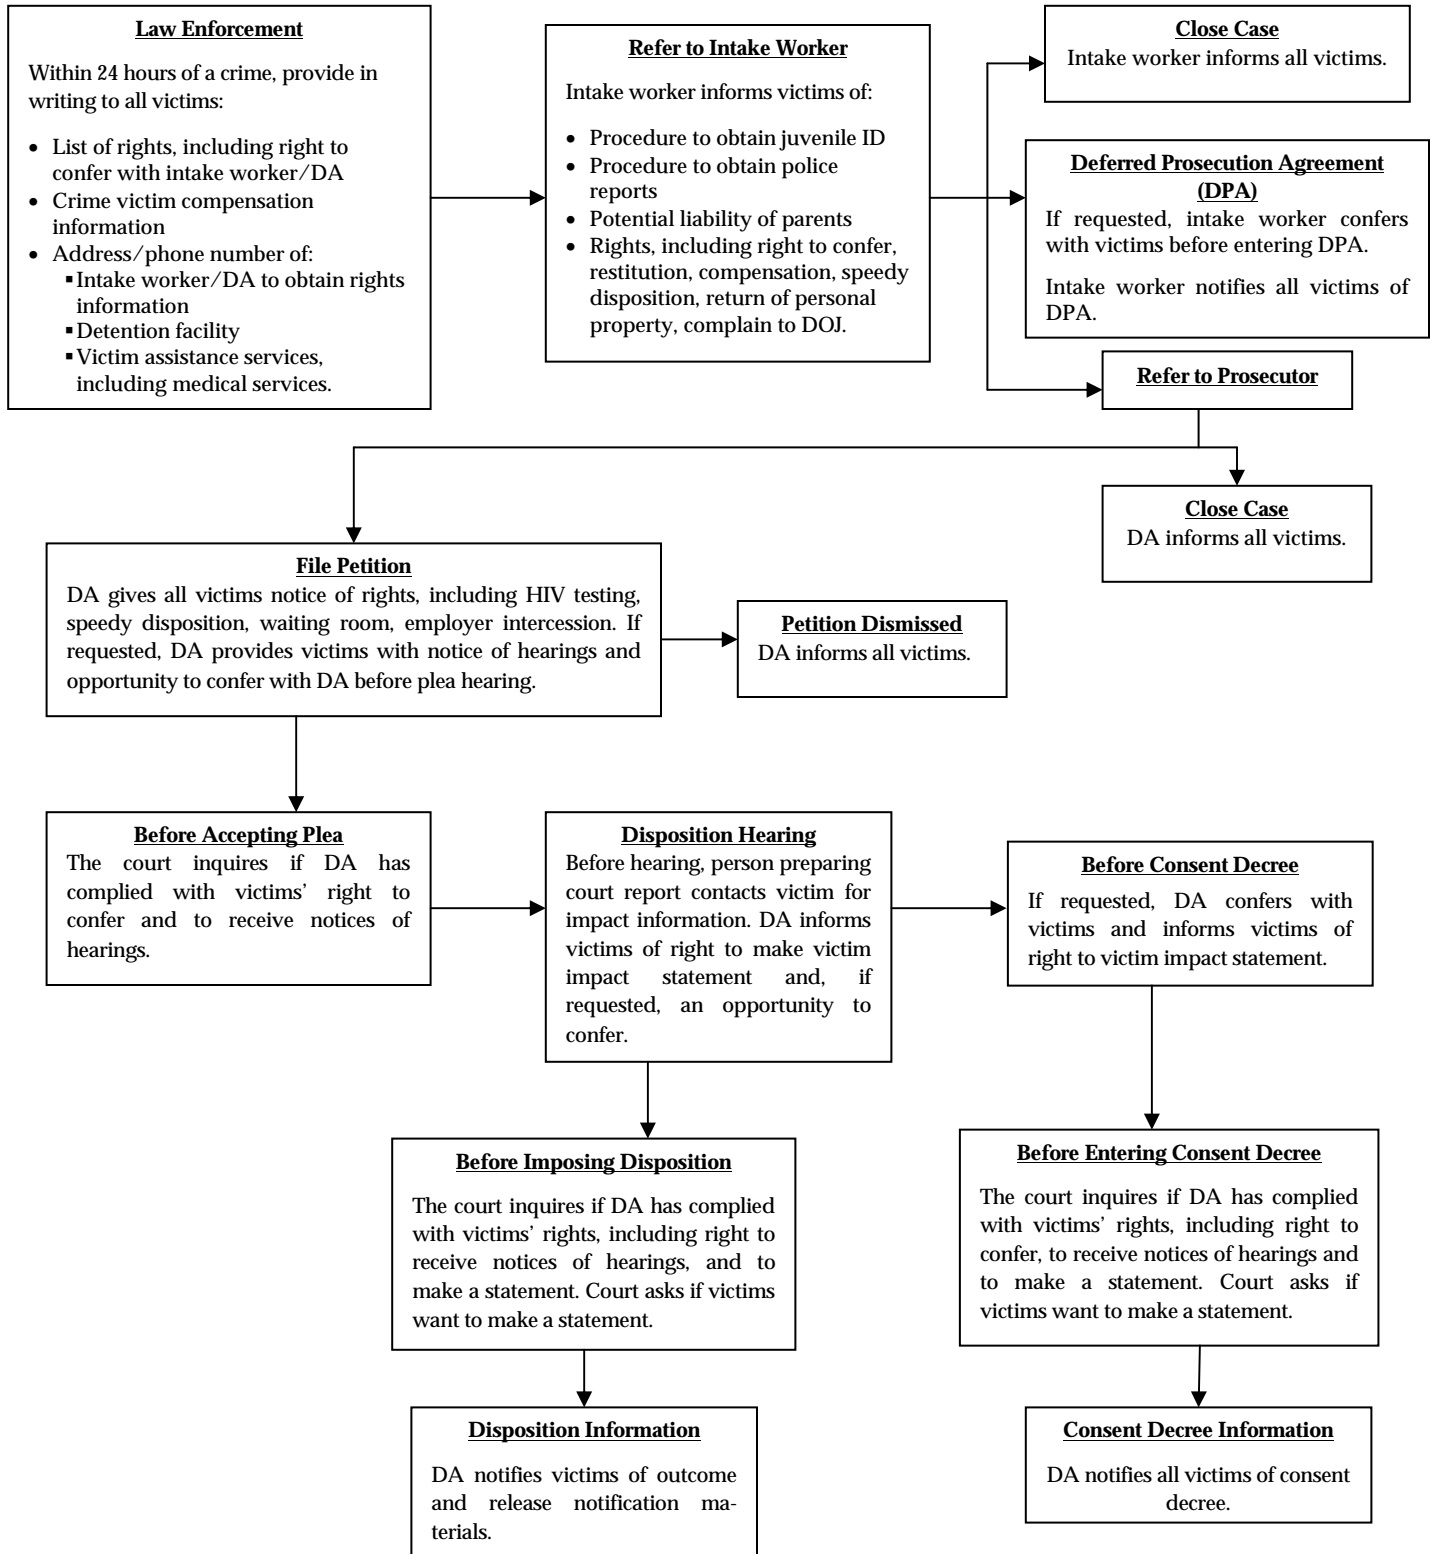 Law Enforcement
Within 24 hours of a crime, provide in
writing to all victims:
• List of rights, including right to
confer with intake worker/DA
• Crime victim compensation
information
• Address/phone number of:
▪ Intake worker/DA to obtain rights
information
▪ Detention facility
▪ Victim assistance services,
including medical services.
Refer to Intake Worker
Intake worker informs victims of:
• Procedure to obtain juvenile ID
• Procedure to obtain police
reports
• Potential liability of parents
• Rights, including right to confer,
restitution, compensation, speedy
disposition, return of personal
property, complain to DOJ.
Close Case
Intake worker informs all victims.
Deferred Prosecution Agreement
(DPA)
If requested, intake worker confers
with victims before entering DPA.
Intake worker notifies all victims of
DPA.
Refer to Prosecutor
Close Case
DA informs all victims.
File Petition
DA gives all victims notice of rights, including HIV testing,
speedy disposition, waiting room, employer intercession. If
requested, DA provides victims with notice of hearings and
opportunity to confer with DA before plea hearing.
Petition Dismissed
DA informs all victims.
Before Accepting Plea
The court inquires if DA has
complied with victims’ right to
confer and to receive notices of
hearings.
Disposition Hearing
Before hearing, person preparing
court report contacts victim for
impact information. DA informs
victims of right to make victim
impact statement and, if
requested, an opportunity to
confer.
Before Consent Decree
If requested, DA confers with
victims and informs victims of
right to victim impact statement.
Before Imposing Disposition
The court inquires if DA has complied
with victims’ rights, including right to
receive notices of hearings, and to
make a statement. Court asks if victims
want to make a statement.
Before Entering Consent Decree
The court inquires if DA has complied
with victims’ rights, including right to
confer, to receive notices of hearings and
to make a statement. Court asks if
victims want to make a statement.
Disposition Information
DA notifies victims of outcome
and release notification ma-
terials.
Consent Decree Information
DA notifies all victims of consent
decree.